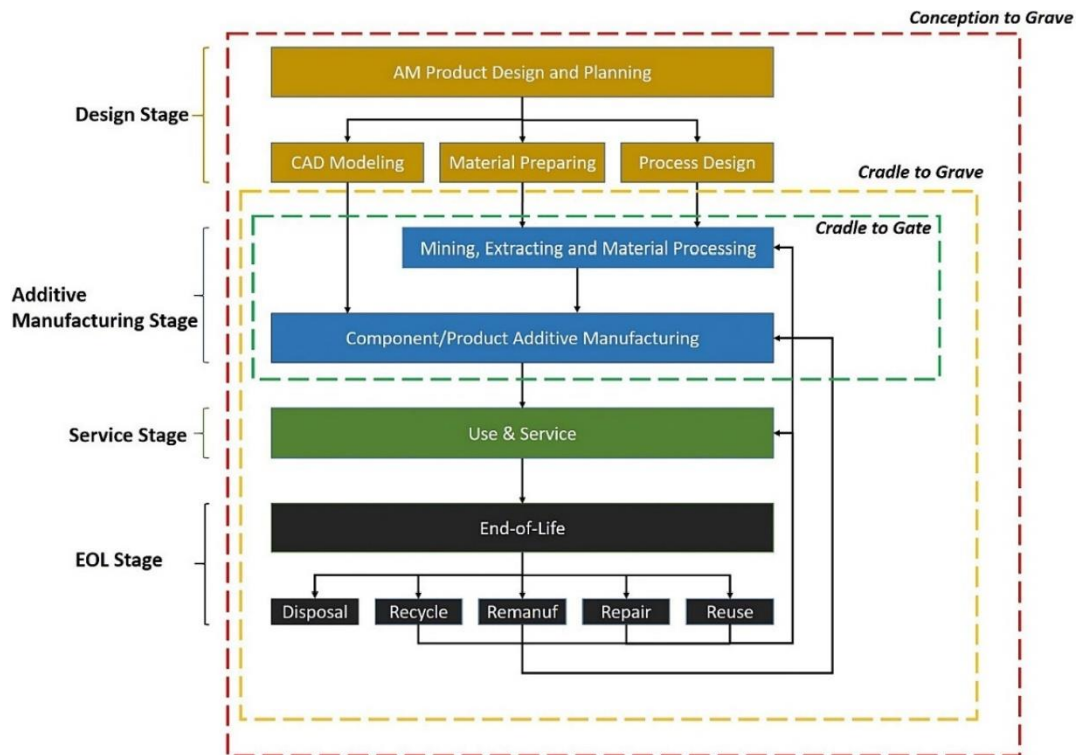 Conception to Grave
AM Product Design and Planning
Design Stage
CAD Modeling
Material Preparing
Process Design
Cradle to Grave
Cradle to Gate
Mining, Extracting and Material Processing
Additive
Manufacturing Stage
Component/Product Additive Manufacturing
Service Stage
Use & Service
End-of-Life
EOL Stage
Disposal
Recycle
Remanuf
Repair
Reuse